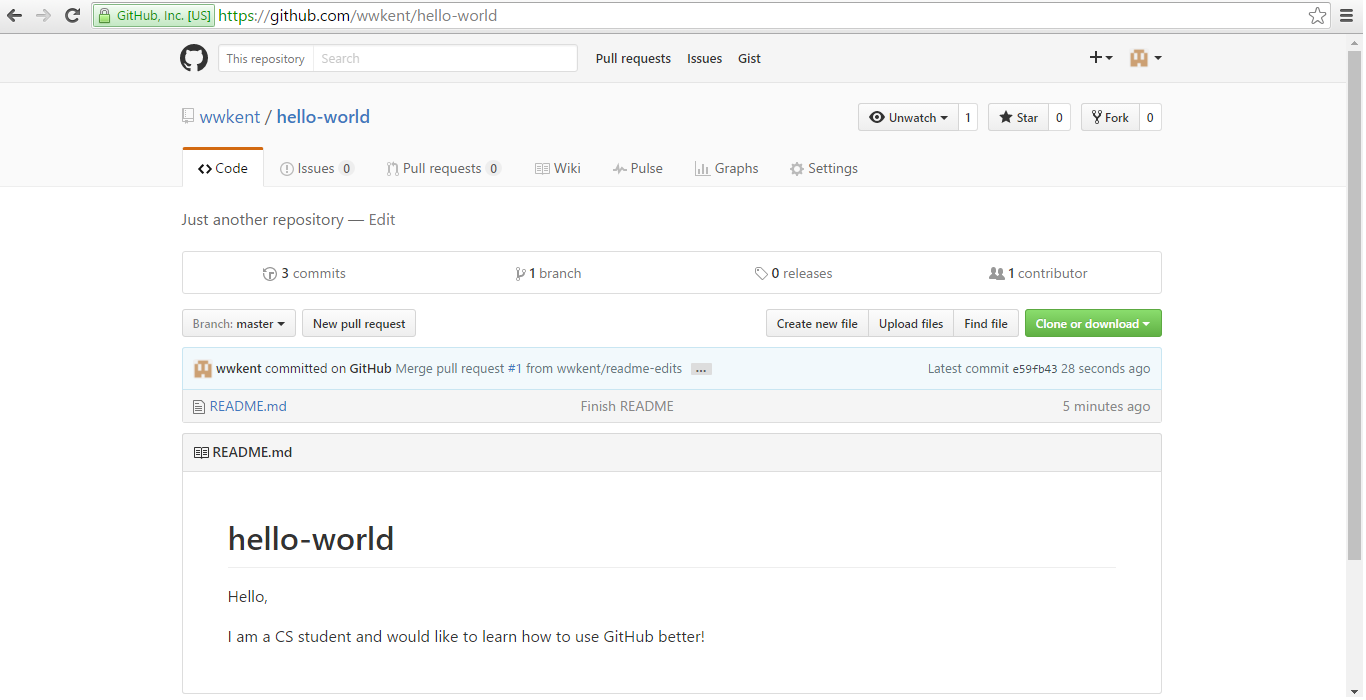 GitHub, Inc. [US] https://github.com/wwkent/hello-world
This repository Search Pull requests Issues Gist
wwkent / hello-world Unwatch 1 Star 0 Fork 0
Code Issues 0 Pull requests 0 Wiki Pulse Graphs Settings
Just another repository — Edit
3 commits 1 branch 0 releases 1 contributor
Branch: master New pull request Create new file Upload files Find file Clone or download
wwkent committed on GitHub Merge pull request #1 from wwkent/readme-edits ... Latest commit e59fb43 28 seconds ago
README.md Finish README 5 minutes ago
README.md
hello-world
Hello,
I am a CS student and would like to learn how to use GitHub better!